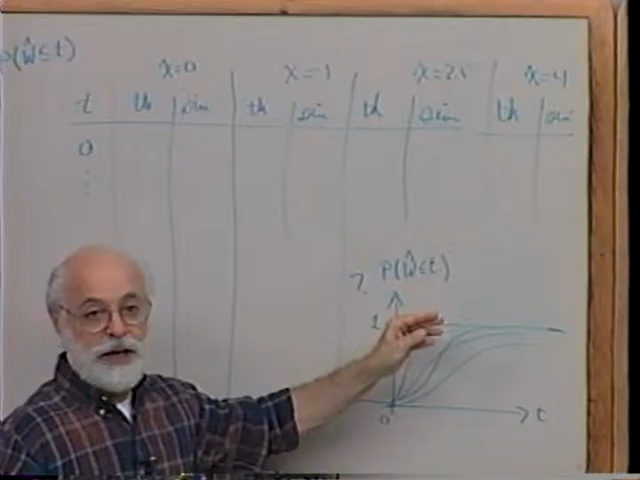 P(Ŵ≤t)
x=0 x=1 x=2. x=4
t th sim th sim th sim th sim
0
⋮
7. P(Ŵ≤t)
1
0 t